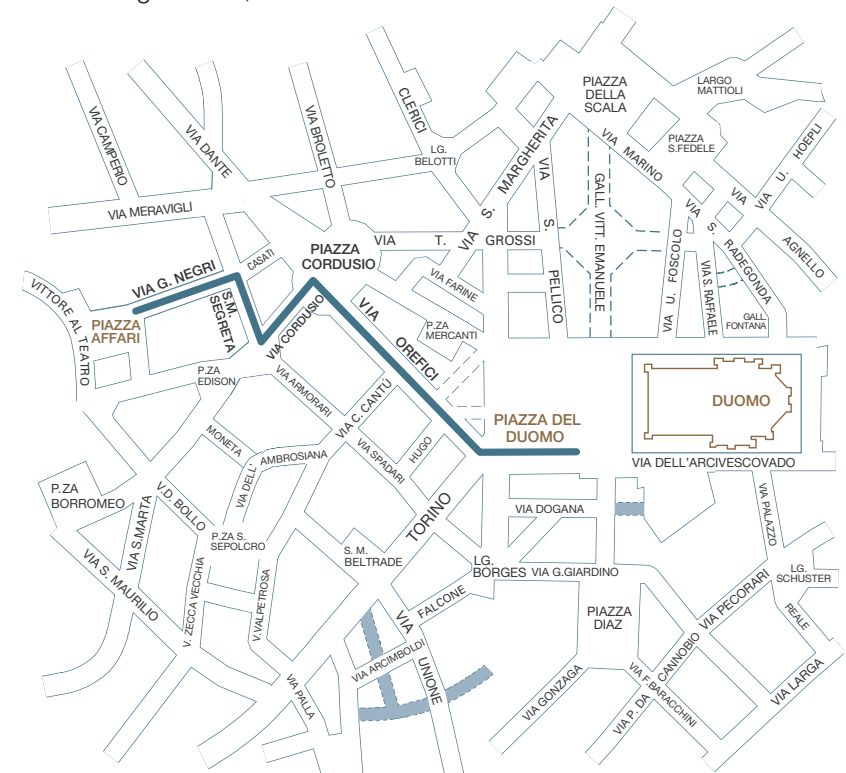 PIAZZA
DELLA
SCALA
LARGO
MATTIOLI
CLERICI
VIA CAMPERIO
VIA DANTE
VIA BROLETTO
LG.
BELOTTI
VIA S. MARGHERITA
VIA S. PELLICO
VIA MARINO
PIAZZA
S.FEDELE
VIA U. HOEPLI
VIA MERAVIGLI
GALL. VITT. EMANUELE
VIA S. RADEGONDA
AGNELLO
PIAZZA
CORDUSIO
VIA T. GROSSI
CASATI
VIA G. NEGRI
VIA FARINE
VIA U. FOSCOLO
VIA S. RAFFAELE
VITTORE AL TEATRO
S.M.
SEGRETA
VIA CORDUSIO
VIA OREFICI
P.ZA
MERCANTI
GALL.
FONTANA
PIAZZA
AFFARI
P.ZA
EDISON
VIA ARMORARI
VIA C. CANTÙ
DUOMO
PIAZZA DEL
DUOMO
MONETA
VIA DELL' AMBROSIANA
VIA SPADARI
HUGO
VIA DELL'ARCIVESCOVADO
P.ZA
BORROMEO
VIA S.MARTA
V.D. BOLLO
TORINO
VIA DOGANA
VIA PALAZZO
P.ZA S.
SEPOLCRO
VIA S. MAURILIO
V. ZECCA VECCHIA
V.VALPETROSA
S. M.
BELTRADE
LG.
BORGES
VIA G.GIARDINO
LG.
SCHUSTER
VIA PECORARI
FALCONE
PIAZZA
DIAZ
REALE
VIA UNIONE
VIA ARCIMBOLDI
VIA PALLA
VIA GONZAGA
VIA P. DA CANNOBIO
VIA F.BARACCHINI
VIA LARGA